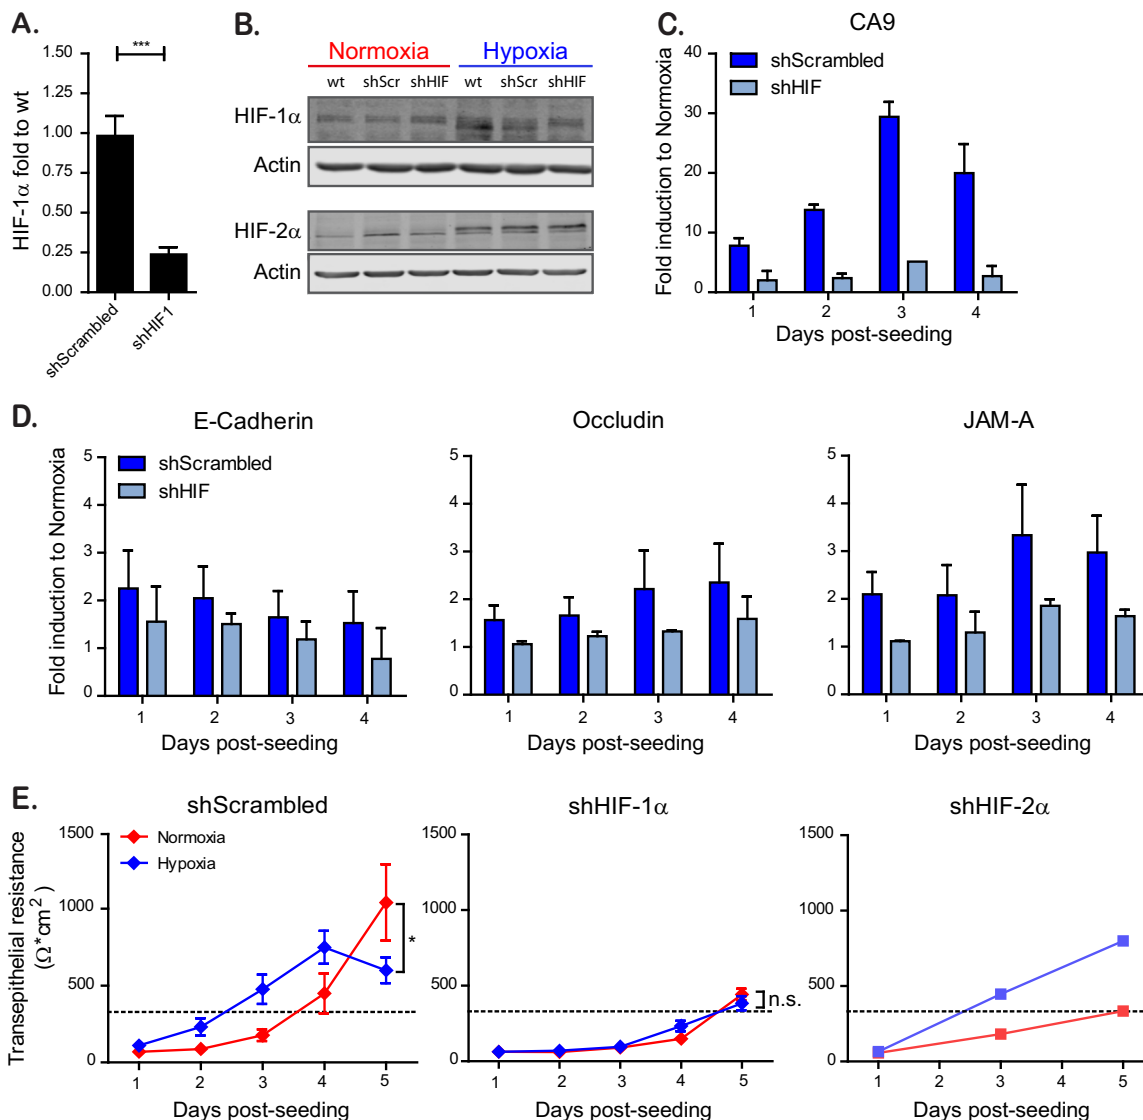 A.
HIF-1α fold to wt
1.50
1.25
1.00
0.75
0.50
0.25
0.00
***
shScrambled
shHIF1
B.
Normoxia Hypoxia
wt shScr shHIF wt shScr shHIF
HIF-1α
Actin
HIF-2α
Actin
C.
CA9
Fold induction to Normoxia
40
30
20
10
0
shScrambled
shHIF
1 2 3 4
Days post-seeding
D.
E-Cadherin
Fold induction to Normoxia
5
4
3
2
1
0
shScrambled
shHIF
1 2 3 4
Days post-seeding
Occludin
5
4
3
2
1
0
1 2 3 4
Days post-seeding
JAM-A
5
4
3
2
1
0
1 2 3 4
Days post-seeding
E.
shScrambled
Transepithelial resistance
(Ω*cm²)
1500
1000
500
0
Normoxia
Hypoxia
*
1 2 3 4 5
Days post-seeding
shHIF-1α
1500
1000
500
0
n.s.
1 2 3 4 5
Days post-seeding
shHIF-2α
1500
1000
500
0
1 2 3 4 5
Days post-seeding